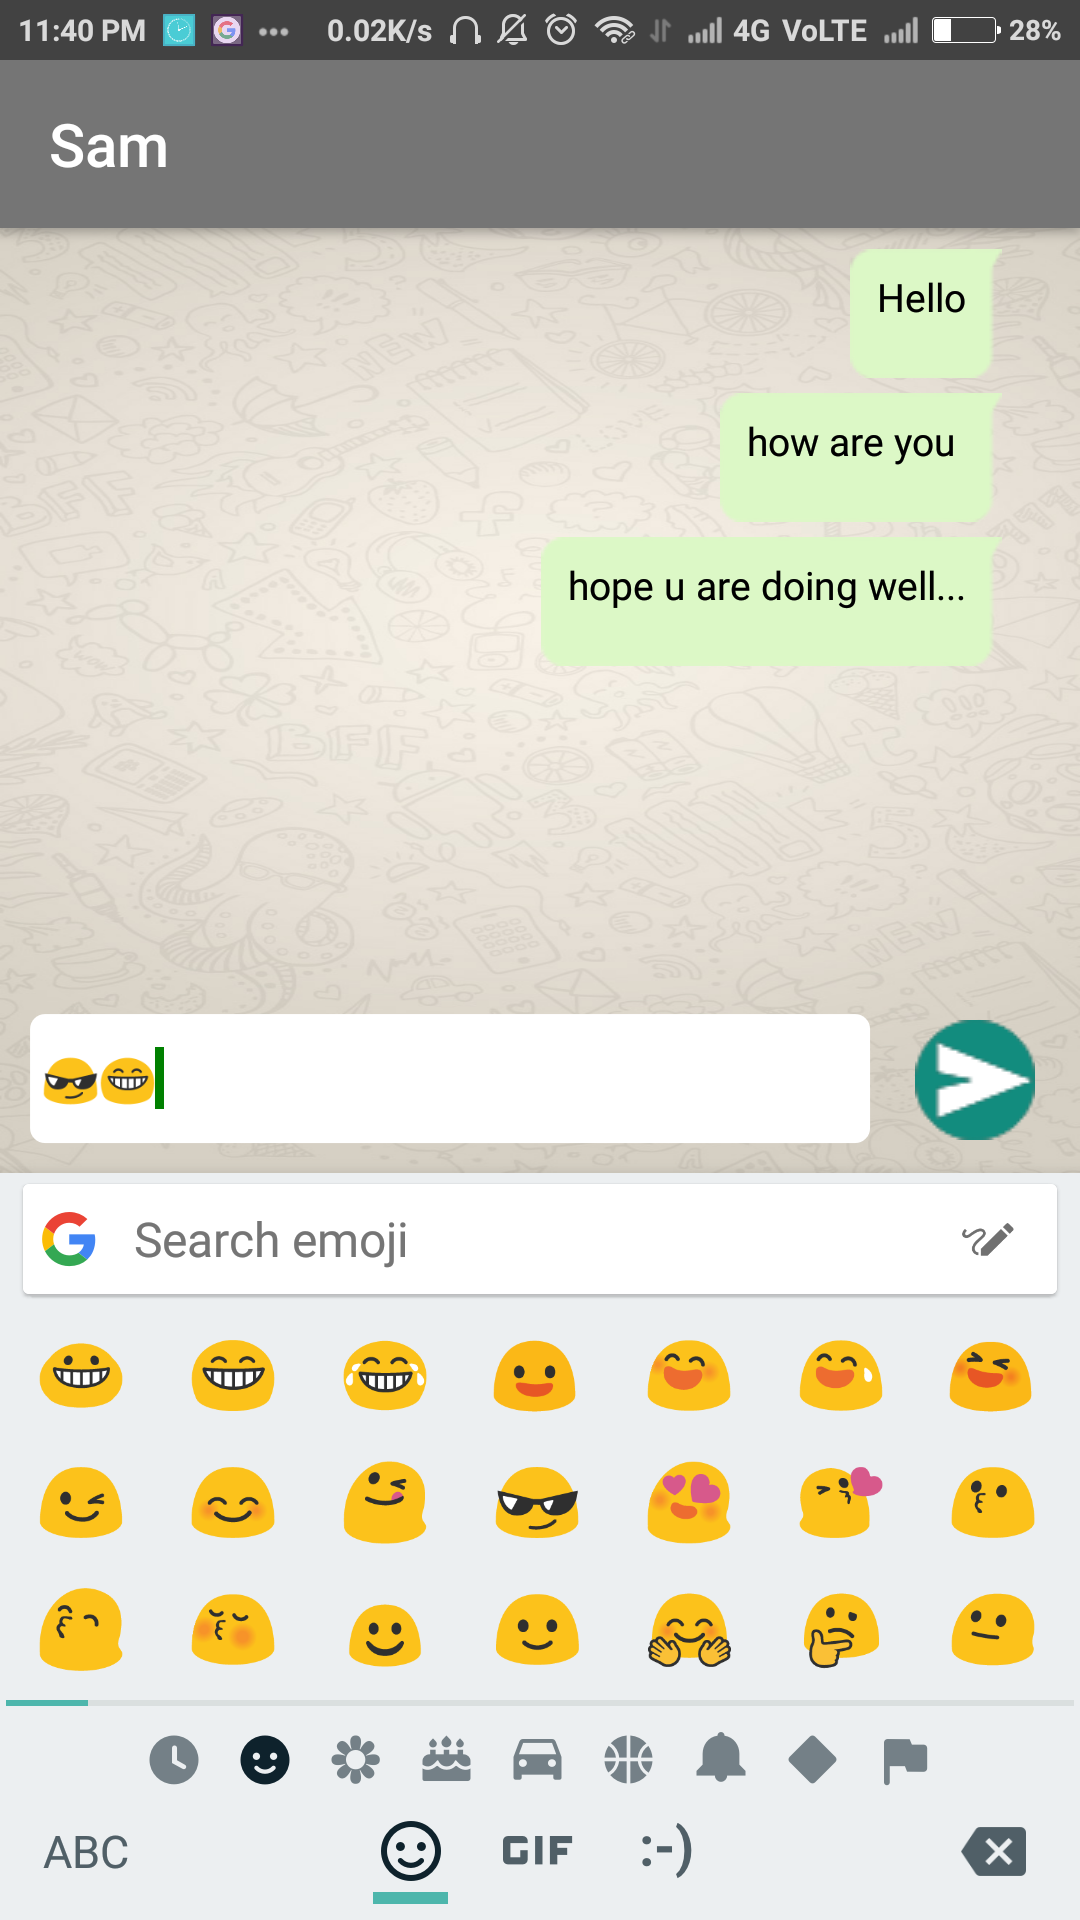 11:40 PM ... 0.02K/s 4G VoLTE 28%
Sam
Hello
how are you
hope u are doing well...
😎😁
Search emoji
ABC GIF :-)